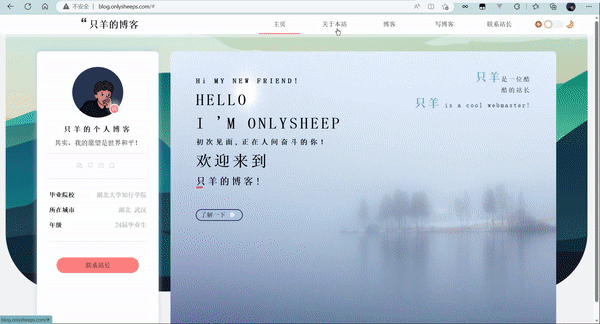 不安全 | blog.onlysheeps.com/#
“只羊的博客
主页
关于本站
博客
写博客
联系站长
只羊的个人博客
其实，我的愿望是世界和平！
毕业院校 湖北大学知行学院
所在城市 湖北 武汉
年级 24届毕业生
联系站长
Hi MY NEW FRIEND!
HELLO
I 'M ONLYSHEEP
初次见面，正在人间奋斗的你！
欢迎来到
只羊的博客！
了解一下
只羊是一位酷
酷的站长
只羊 is a cool webmaster!
blog.onlysheeps.com/#